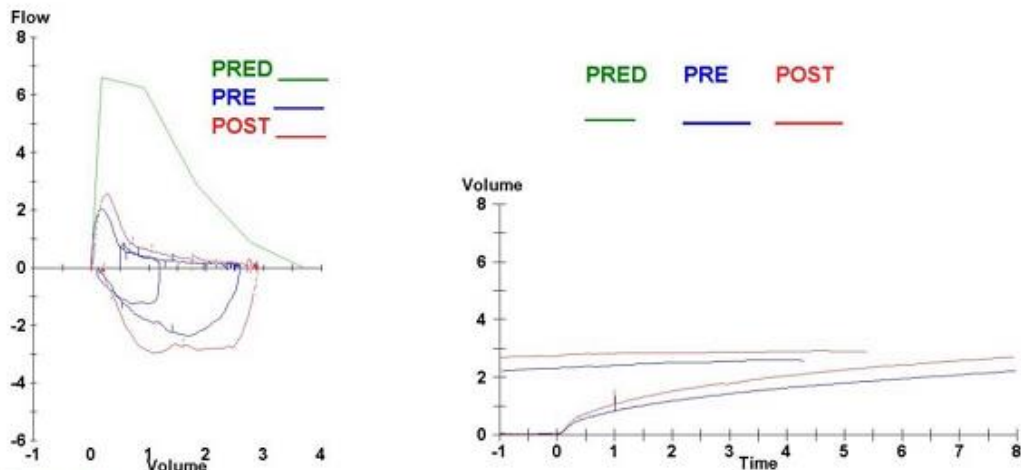 Flow
8
6
4
2
0
-2
-4
-6
-1 0 1 2 3 4
Volume
PRED
PRE
POST
PRED PRE POST
Volume
8
6
4
2
0
-1 0 1 2 3 4 5 6 7 8
Time